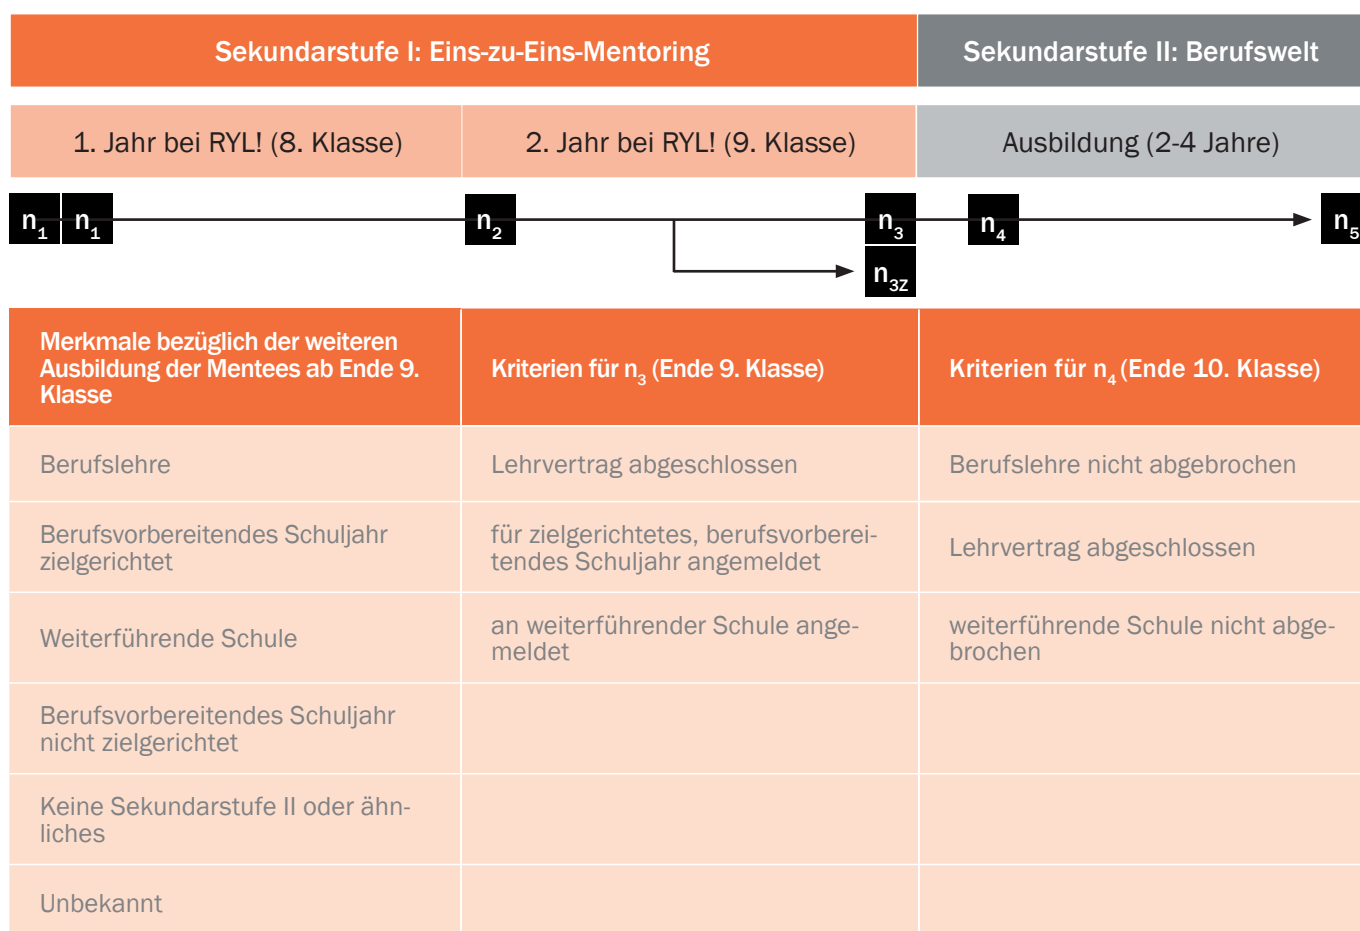 Sekundarstufe I: Eins-zu-Eins-Mentoring
Sekundarstufe II: Berufswelt
1. Jahr bei RYL! (8. Klasse)
2. Jahr bei RYL! (9. Klasse)
Ausbildung (2-4 Jahre)
n1
n1
n2
n3
n4
n5
n3Z
Merkmale bezüglich der weiteren
Ausbildung der Mentees ab Ende 9.
Klasse
Kriterien für n3 (Ende 9. Klasse)
Kriterien für n4 (Ende 10. Klasse)
Berufslehre
Lehrvertrag abgeschlossen
Berufslehre nicht abgebrochen
Berufsvorbereitendes Schuljahr
zielgerichtet
für zielgerichtetes, berufsvorberei-
tendes Schuljahr angemeldet
Lehrvertrag abgeschlossen
Weiterführende Schule
an weiterführender Schule ange-
meldet
weiterführende Schule nicht abge-
brochen
Berufsvorbereitendes Schuljahr
nicht zielgerichtet
Keine Sekundarstufe II oder ähn-
liches
Unbekannt